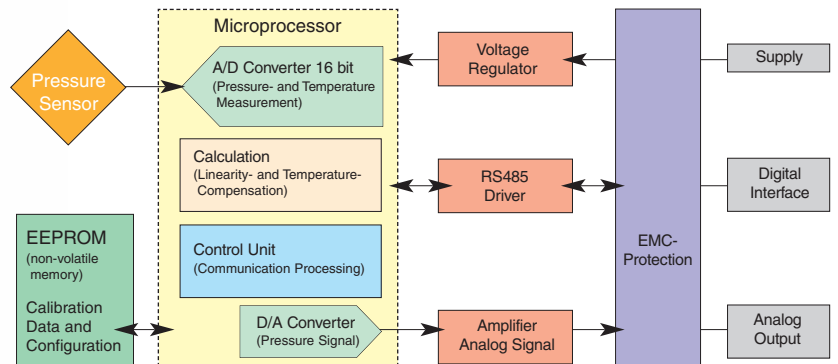 Microprocessor
Pressure
Sensor
A/D Converter 16 bit
(Pressure- and Temperature
Measurement)
Calculation
(Linearity- and Temperature-
Compensation)
Control Unit
(Communication Processing)
D/A Converter
(Pressure Signal)
EEPROM
(non-volatile
memory)
Calibration
Data and
Configuration
Voltage
Regulator
RS485
Driver
Amplifier
Analog Signal
EMC-
Protection
Supply
Digital
Interface
Analog
Output